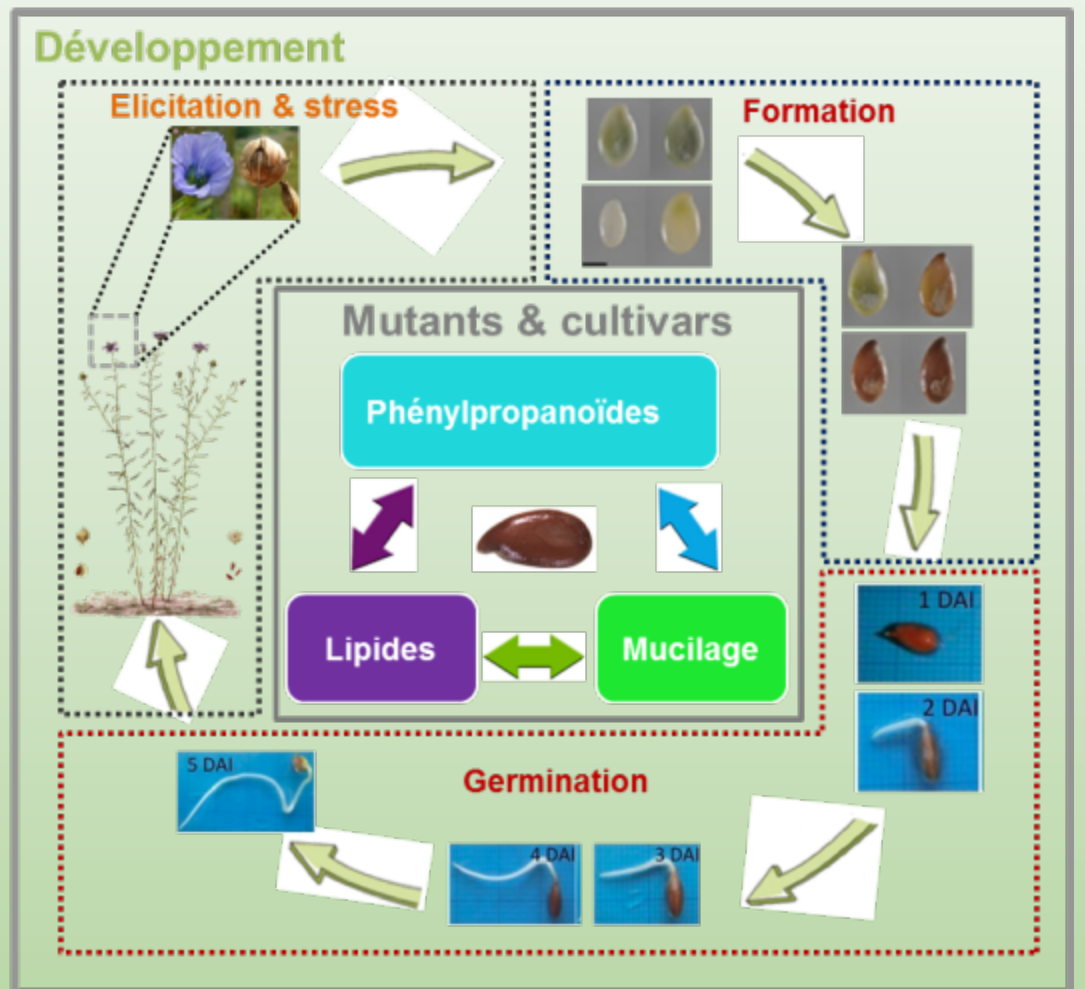 Développement
Elicitation & stress
Formation
Mutants & cultivars
Phénylpropanoïdes
Lipides
Mucilage
1 DAI
2 DAI
Germination
5 DAI
4 DAI
3 DAI